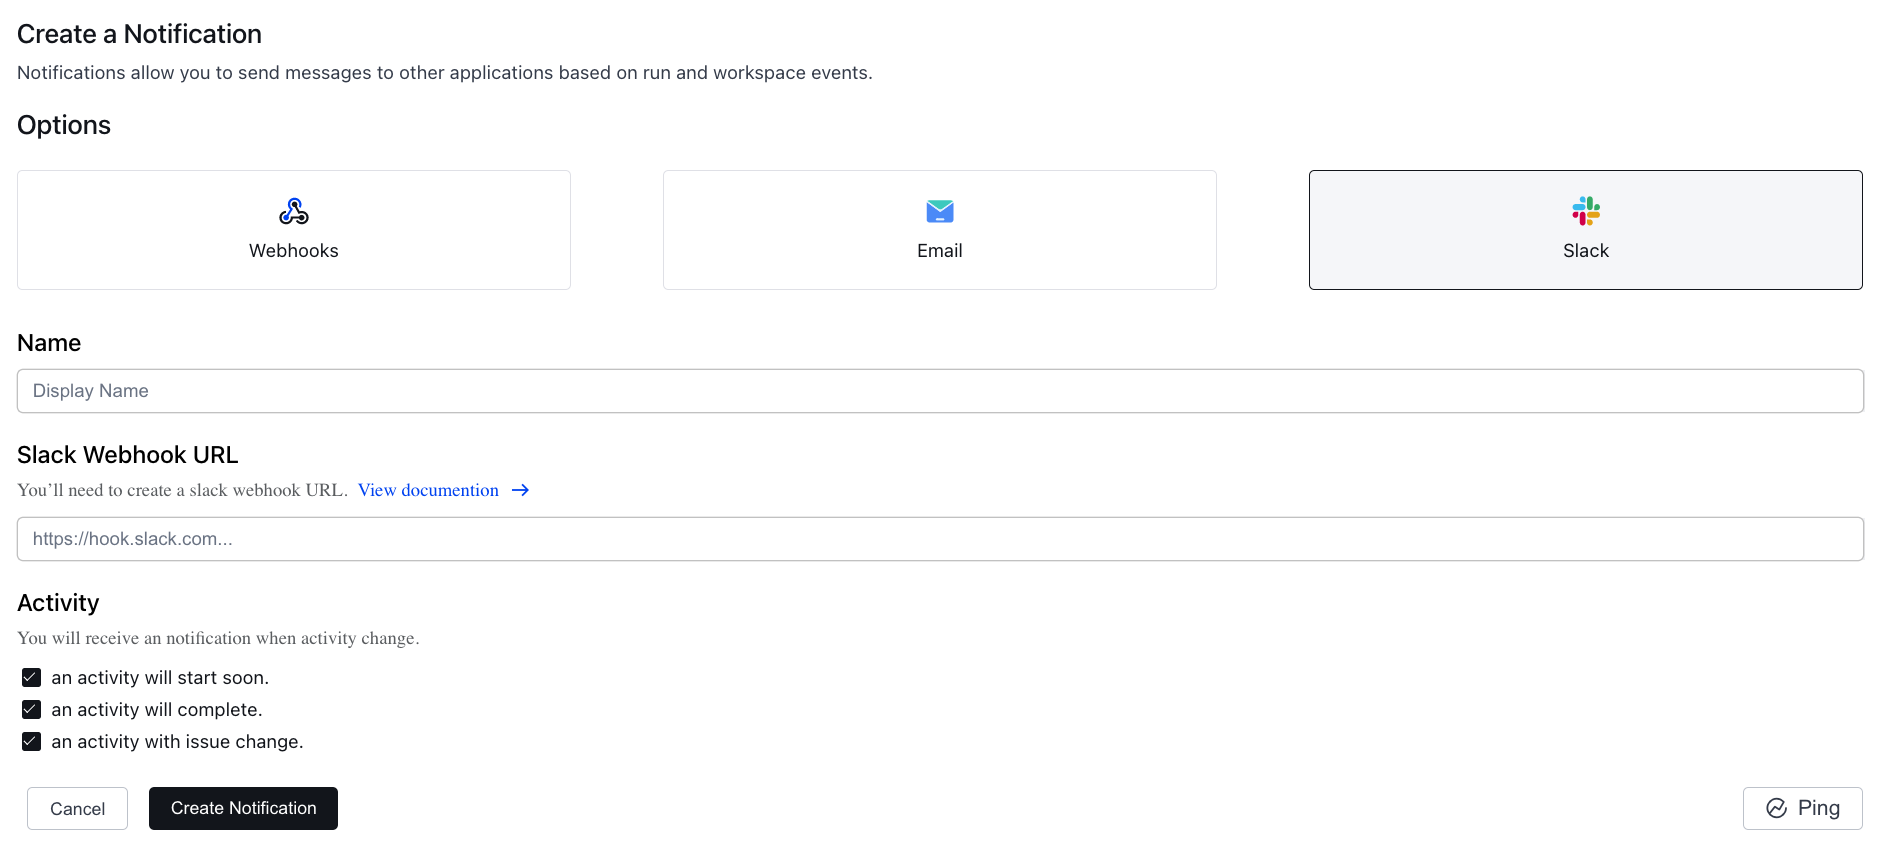 Create a Notification
Notifications allow you to send messages to other applications based on run and workspace events.
Options
Webhooks
Email
Slack
Name
Display Name
Slack Webhook URL
You’ll need to create a slack webhook URL. View documention
https://hook.slack.com...
Activity
You will receive an notification when activity change.
an activity will start soon.
an activity will complete.
an activity with issue change.
Cancel
Create Notification
Ping